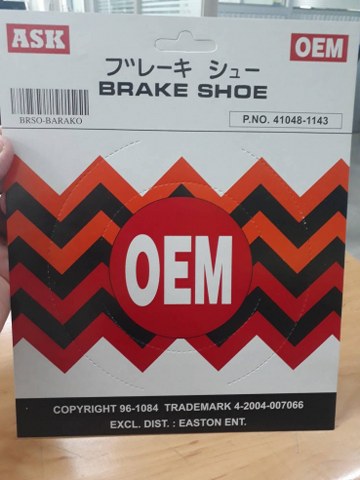 ASK
OEM
ブレーキ シュー
BRAKE SHOE
BRSO-BARAKO
P.NO. 41048-1143
OEM
COPYRIGHT 96-1084 TRADEMARK 4-2004-007066
EXCL. DIST. : EASTON ENT.